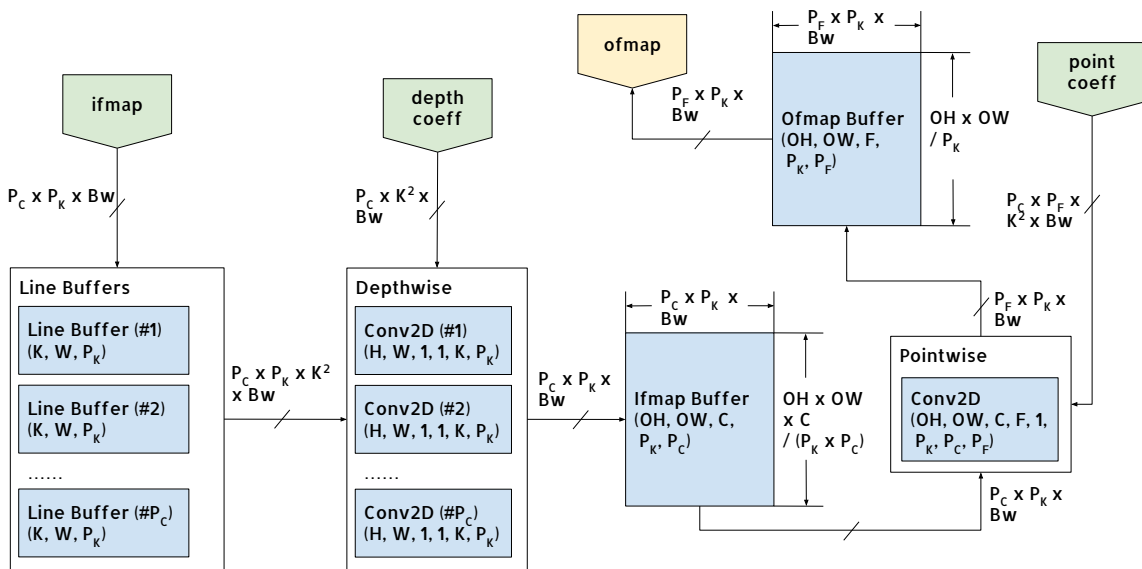 ifmap
P_C x P_K x Bw
Line Buffers
Line Buffer (#1)
(K, W, P_K)
Line Buffer (#2)
(K, W, P_K)
......
Line Buffer (#P_C)
(K, W, P_K)
P_C x P_K x K²
x Bw
depth
coeff
P_C x K² x
Bw
Depthwise
Conv2D (#1)
(H, W, 1, 1, K, P_K)
Conv2D (#2)
(H, W, 1, 1, K, P_K)
......
Conv2D (#P_C)
(H, W, 1, 1, K, P_K)
P_C x P_K x
Bw
P_C x P_K x
Bw
Ifmap Buffer
(OH, OW, C,
P_K, P_C)
OH x OW
x C
/ (P_K x P_C)
P_C x P_K x
Bw
Pointwise
Conv2D
(OH, OW, C, F, 1,
P_K, P_C, P_F)
P_F x P_K x
Bw
point
coeff
P_C x P_F x
K² x Bw
P_F x P_K x
Bw
Ofmap Buffer
(OH, OW, F,
P_K, P_F)
OH x OW
/ P_K
P_F x P_K x
Bw
ofmap